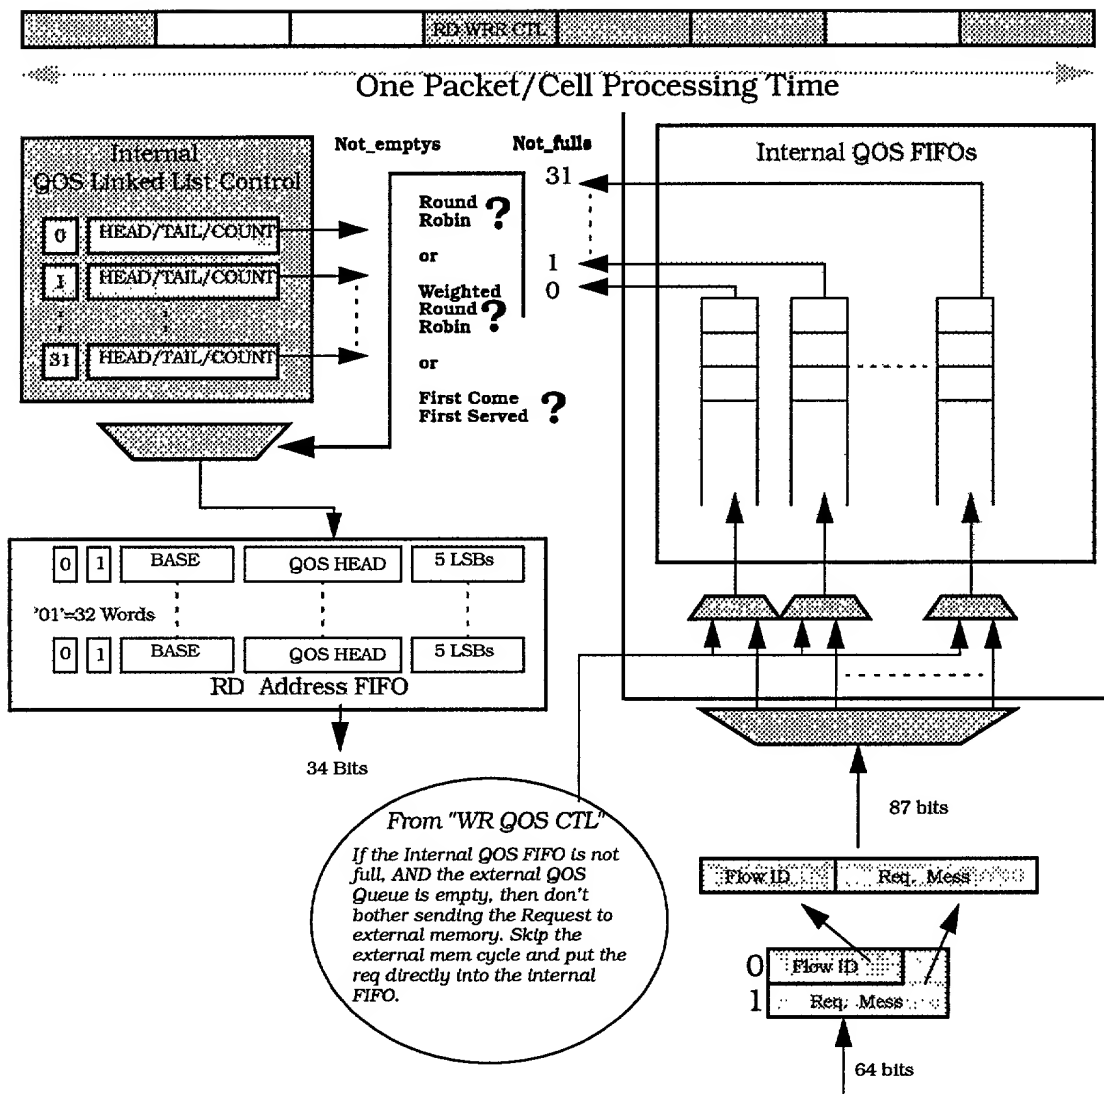 RD WRR CTL
One Packet/Cell Processing Time
Internal
QOS Linked List Control
0 HEAD/TAIL/COUNT
1 HEAD/TAIL/COUNT
31 HEAD/TAIL/COUNT
Not_emptys
Not_fulls
31
1
0
Round
Robin ?
or
Weighted
Round
Robin ?
or
First Come
First Served ?
Internal QOS FIFOs
0 1 BASE QOS HEAD 5 LSBs
'01'=32 Words
0 1 BASE QOS HEAD 5 LSBs
RD Address FIFO
34 Bits
From "WR QOS CTL"
If the Internal QOS FIFO is not
full, AND the external QOS
Queue is empty, then don't
bother sending the Request to
external memory. Skip the
external mem cycle and put the
req directly into the internal
FIFO.
87 bits
Flow ID Req. Mess
0 Flow ID
1 Req. Mess
64 bits